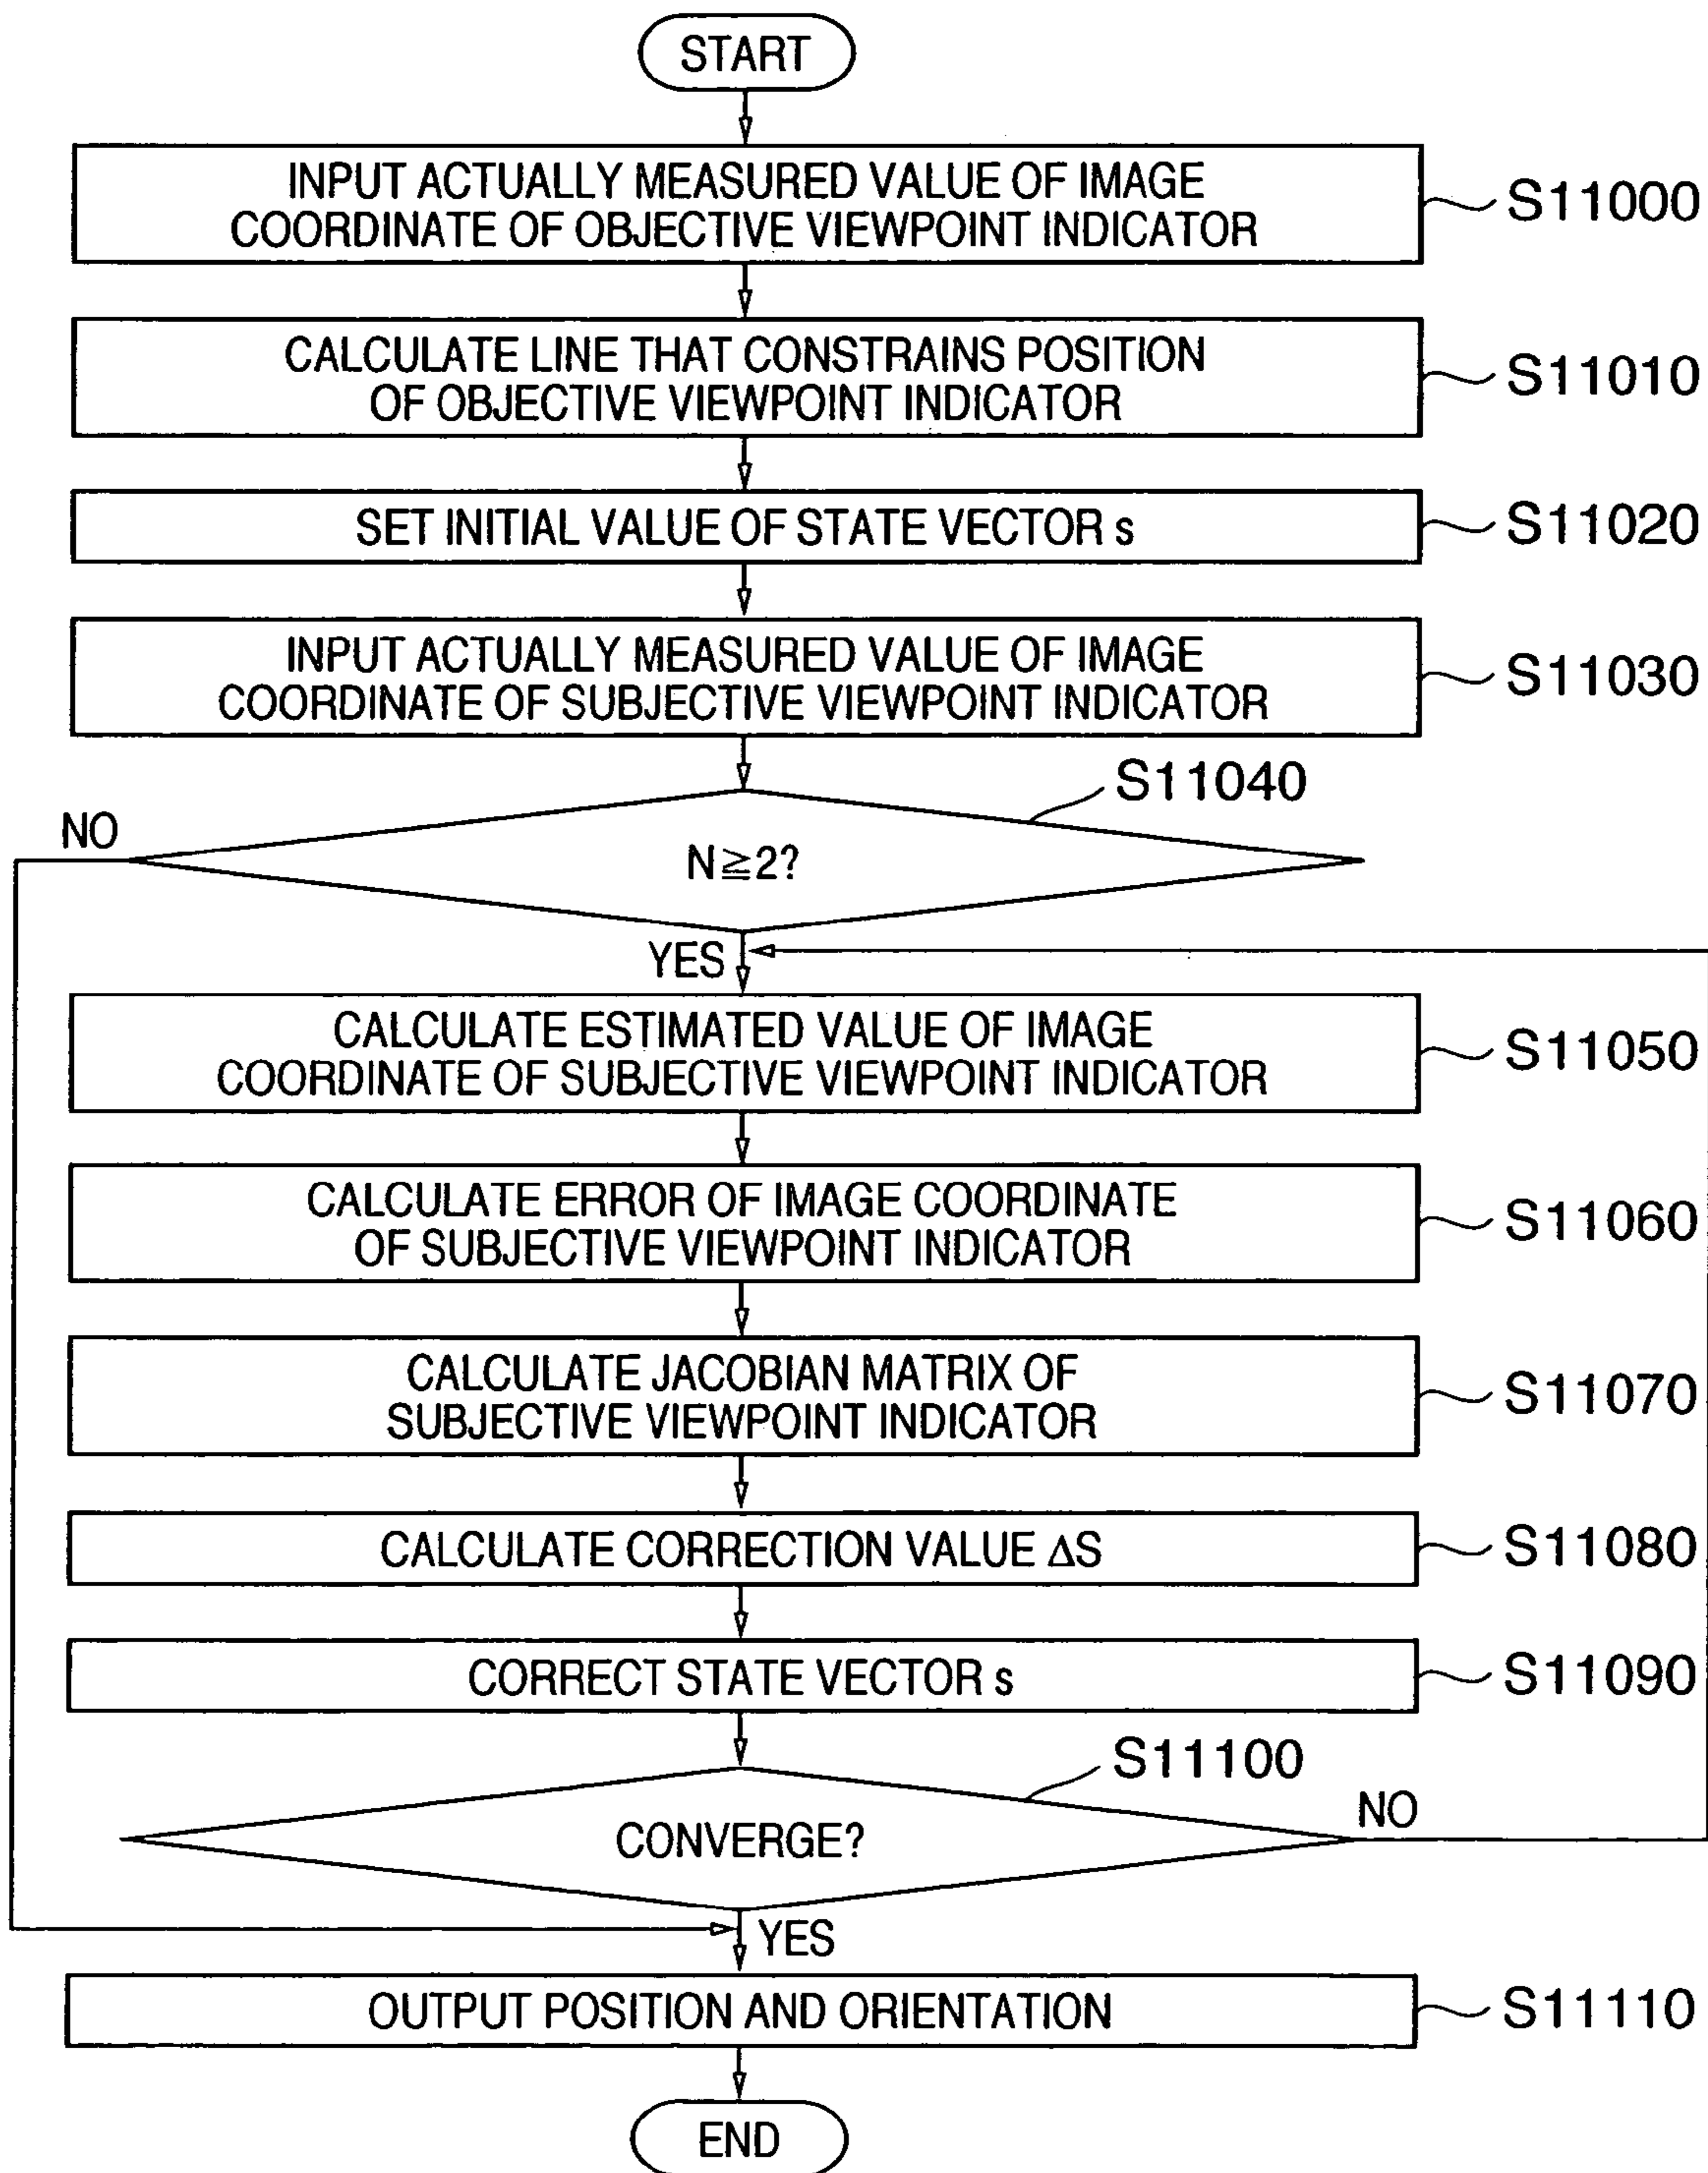 START
INPUT ACTUALLY MEASURED VALUE OF IMAGE
COORDINATE OF OBJECTIVE VIEWPOINT INDICATOR
S11000
CALCULATE LINE THAT CONSTRAINS POSITION
OF OBJECTIVE VIEWPOINT INDICATOR
S11010
SET INITIAL VALUE OF STATE VECTOR s
S11020
INPUT ACTUALLY MEASURED VALUE OF IMAGE
COORDINATE OF SUBJECTIVE VIEWPOINT INDICATOR
S11030
S11040
NO
N≧2?
YES
CALCULATE ESTIMATED VALUE OF IMAGE
COORDINATE OF SUBJECTIVE VIEWPOINT INDICATOR
S11050
CALCULATE ERROR OF IMAGE COORDINATE
OF SUBJECTIVE VIEWPOINT INDICATOR
S11060
CALCULATE JACOBIAN MATRIX OF
SUBJECTIVE VIEWPOINT INDICATOR
S11070
CALCULATE CORRECTION VALUE ΔS
S11080
CORRECT STATE VECTOR s
S11090
S11100
CONVERGE?
NO
YES
OUTPUT POSITION AND ORIENTATION
S11110
END